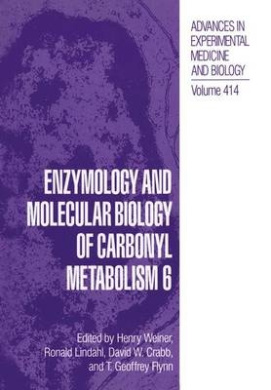 ADVANCES IN
EXPERIMENTAL
MEDICINE
AND BIOLOGY
Volume 414
ENZYMOLOGY AND
MOLECULAR BIOLOGY
OF CARBONYL
METABOLISM 6
Edited by Henry Weiner,
Ronald Lindahl, David W. Crabb,
and T. Geoffrey Flynn